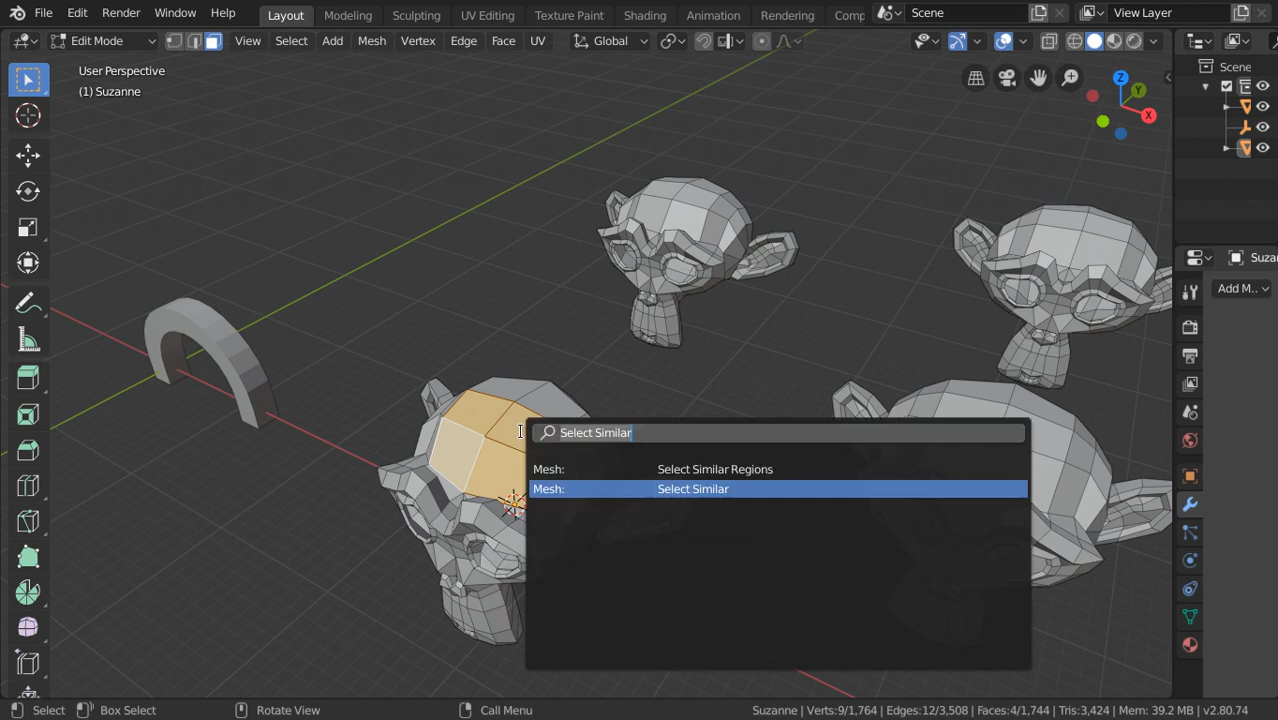 File Edit Render Window Help Layout Modeling Sculpting UV Editing Texture Paint Shading Animation Rendering Comp Scene View Layer
Edit Mode View Select Add Mesh Vertex Edge Face UV Global
User Perspective
(1) Suzanne
Z
Y
X
Scene
Suza
Add M..
Select Similar
Mesh: Select Similar Regions
Mesh: Select Similar
Select Box Select Rotate View Call Menu Suzanne | Verts:9/1,764 | Edges:12/3,508 | Faces:4/1,744 | Tris:3,424 | Mem: 39.2 MB | v2.80.74